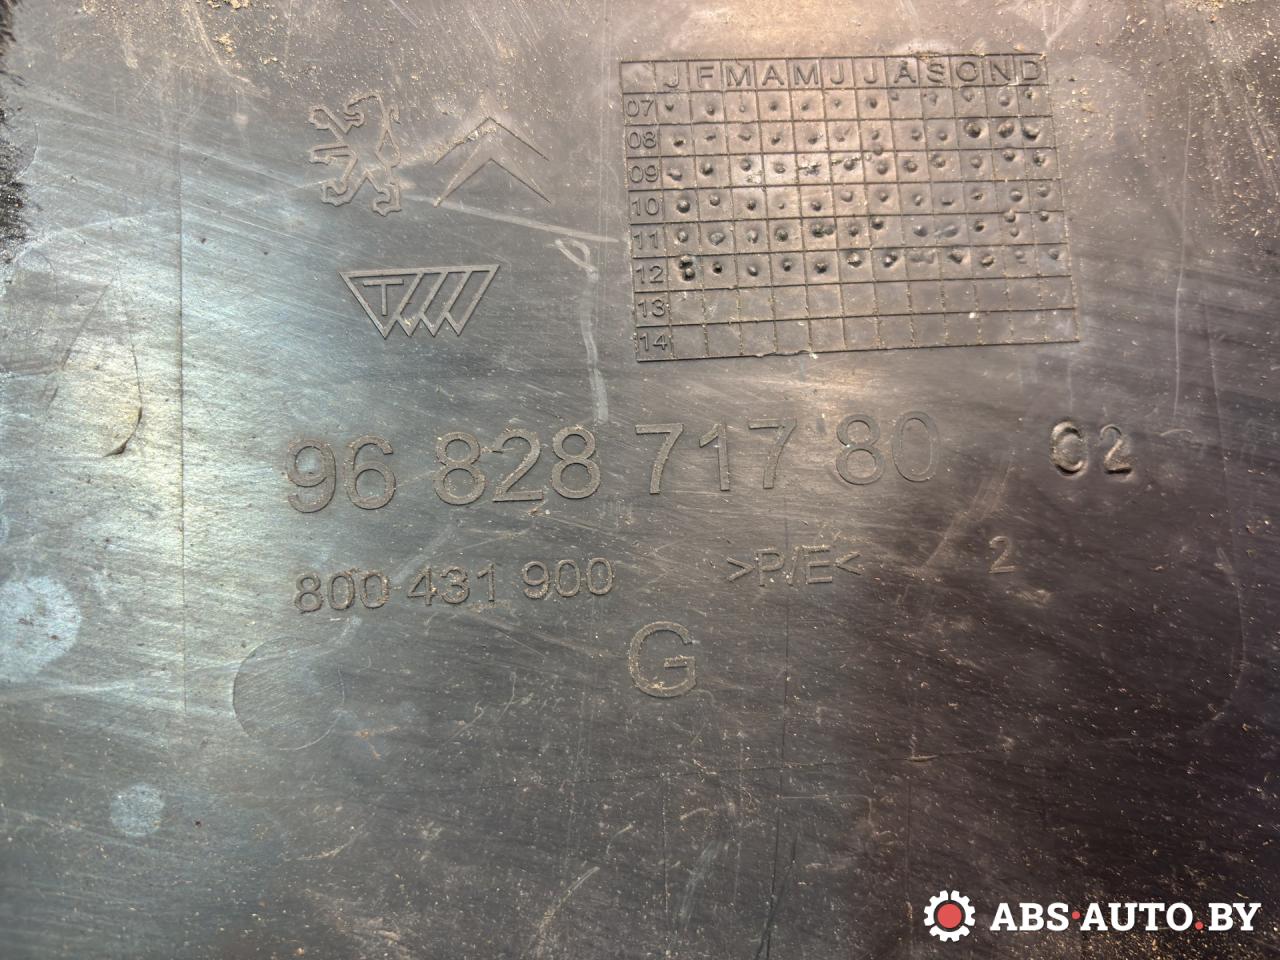 J F M A M J J A S O N D
07
08
09
10
11
12
13
14
T
96 828 717 80 C2
800 431 900 >P/E< 2
G
ABS·AUTO.BY